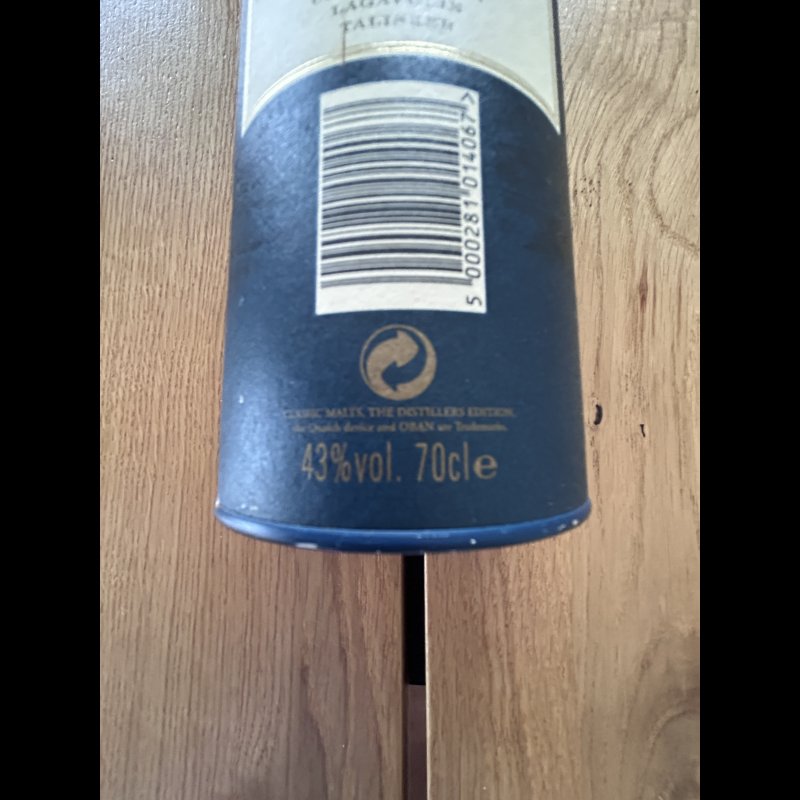 LAGAVULIN
TALISKER
5 000281 014067 >
CLASSIC MALTS, THE DISTILLERS EDITION,
the Quaich device and OBAN are Trademarks.
43%vol. 70cl e